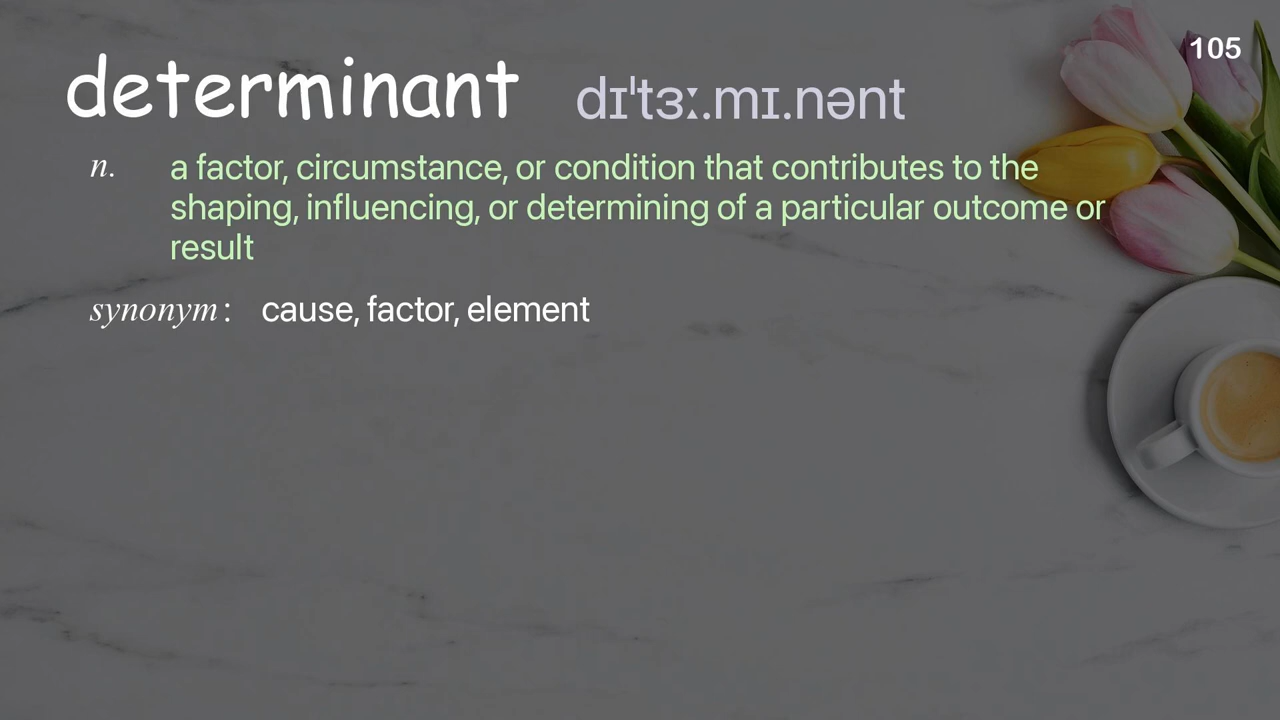 105
determinant dɪˈtɜː.mɪ.nənt
n. a factor, circumstance, or condition that contributes to the
shaping, influencing, or determining of a particular outcome or
result
synonym: cause, factor, element